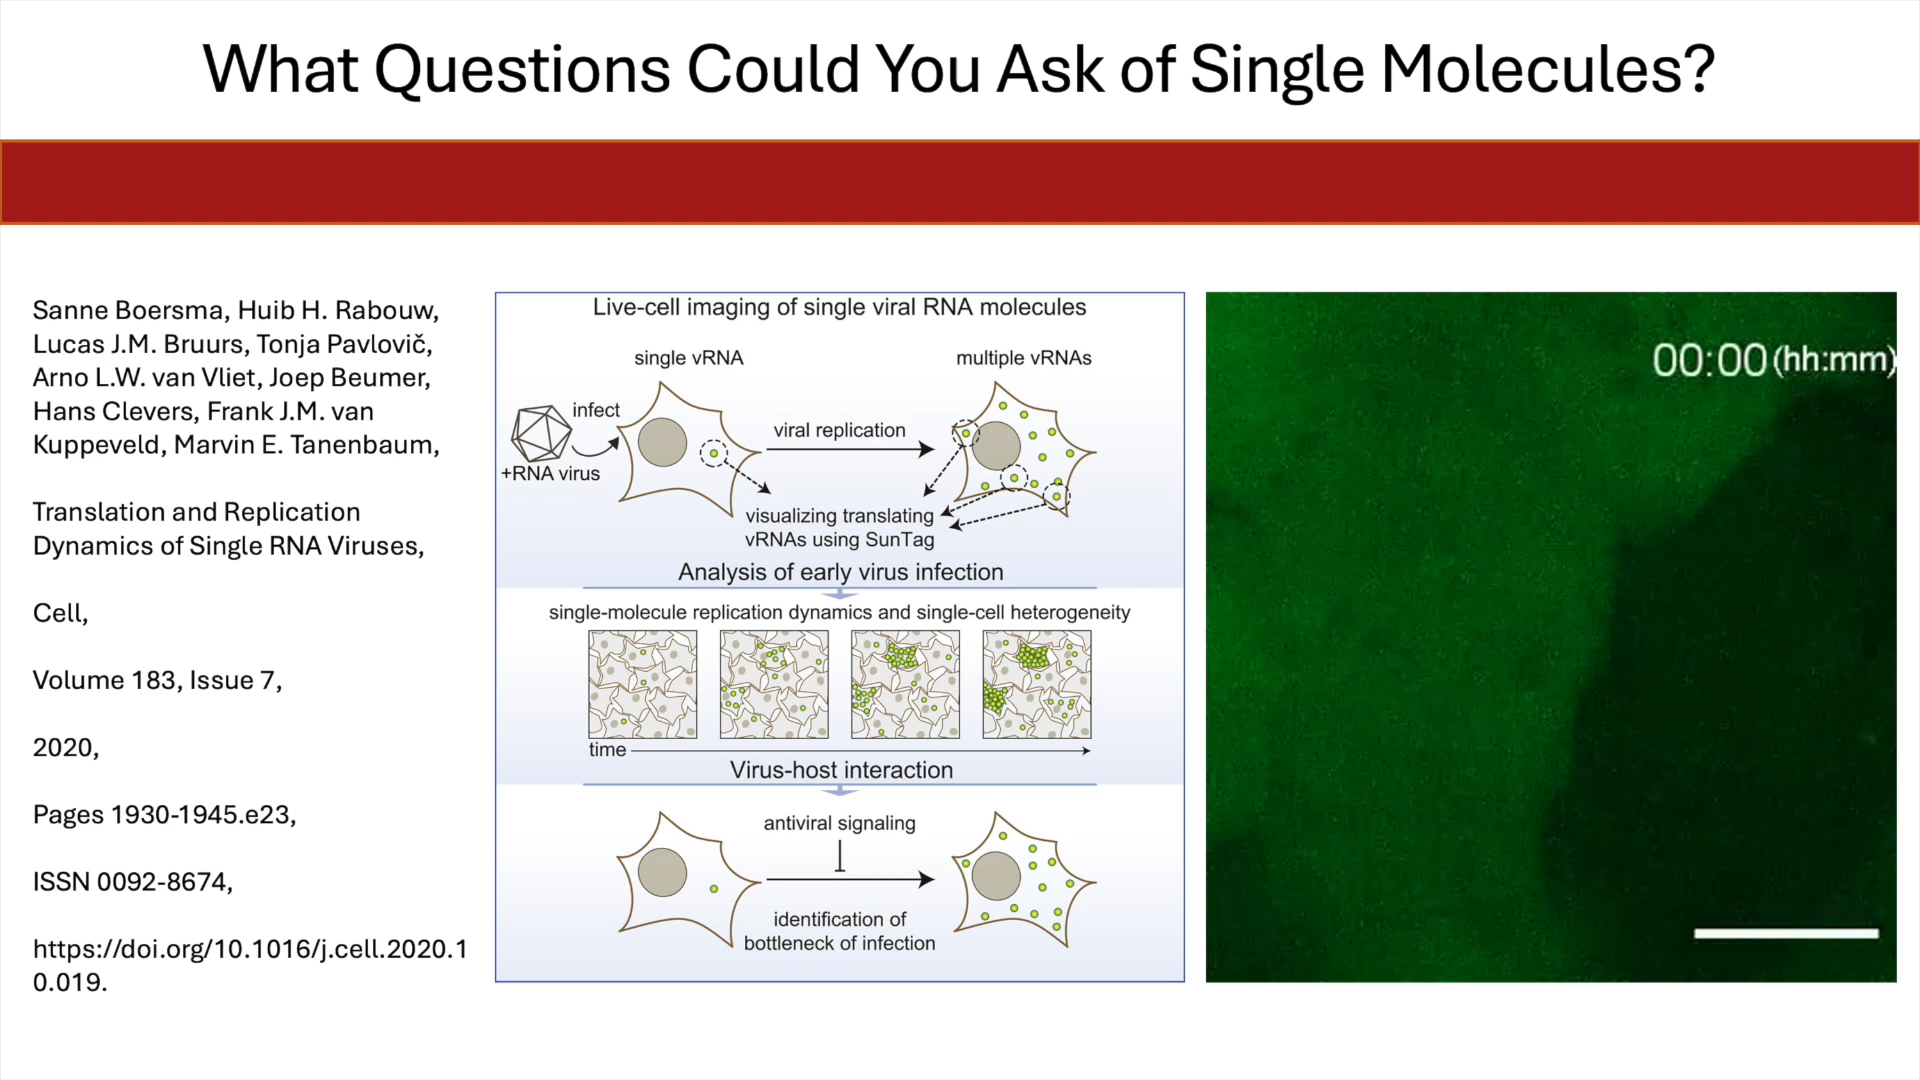 What Questions Could You Ask of Single Molecules?
Sanne Boersma, Huib H. Rabouw,
Lucas J.M. Bruurs, Tonja Pavlovič,
Arno L.W. van Vliet, Joep Beumer,
Hans Clevers, Frank J.M. van
Kuppeveld, Marvin E. Tanenbaum,
Translation and Replication
Dynamics of Single RNA Viruses,
Cell,
Volume 183, Issue 7,
2020,
Pages 1930-1945.e23,
ISSN 0092-8674,
https://doi.org/10.1016/j.cell.2020.1
0.019.
Live-cell imaging of single viral RNA molecules
single vRNA
multiple vRNAs
infect
+RNA virus
viral replication
visualizing translating
vRNAs using SunTag
Analysis of early virus infection
single-molecule replication dynamics and single-cell heterogeneity
time
Virus-host interaction
antiviral signaling
identification of
bottleneck of infection
00:00 (hh:mm)